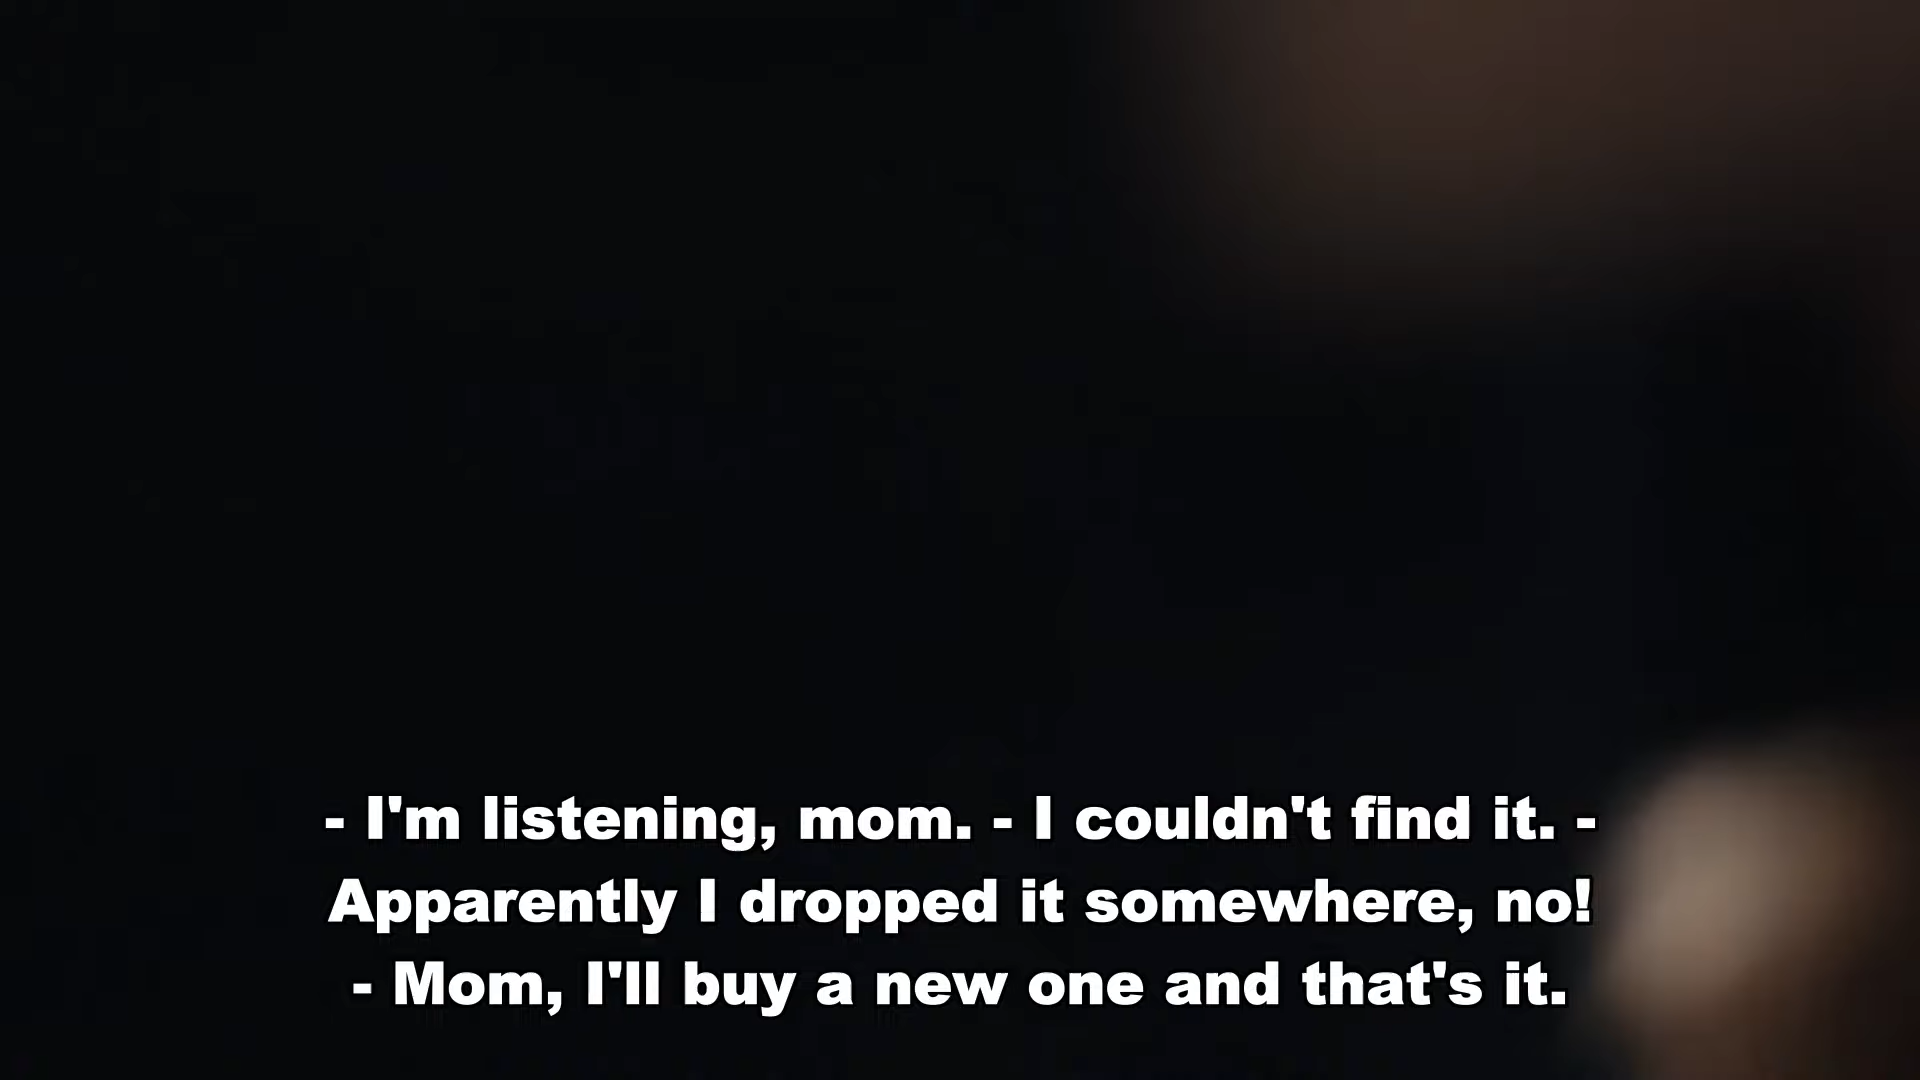 - I'm listening, mom. - I couldn't find it. -
Apparently I dropped it somewhere, no!
- Mom, I'll buy a new one and that's it.